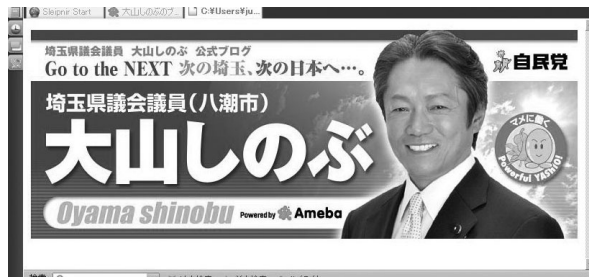 Sleipnir Start
大山しのぶのブ...
C:¥Users¥ju...
埼玉県議会議員 大山しのぶ 公式ブログ
Go to the NEXT 次の埼玉、次の日本へ…。
自民党
埼玉県議会議員(八潮市)
大山しのぶ
マメに働く
Powerful YASHIO!
Oyama shinobu Powered by Ameba